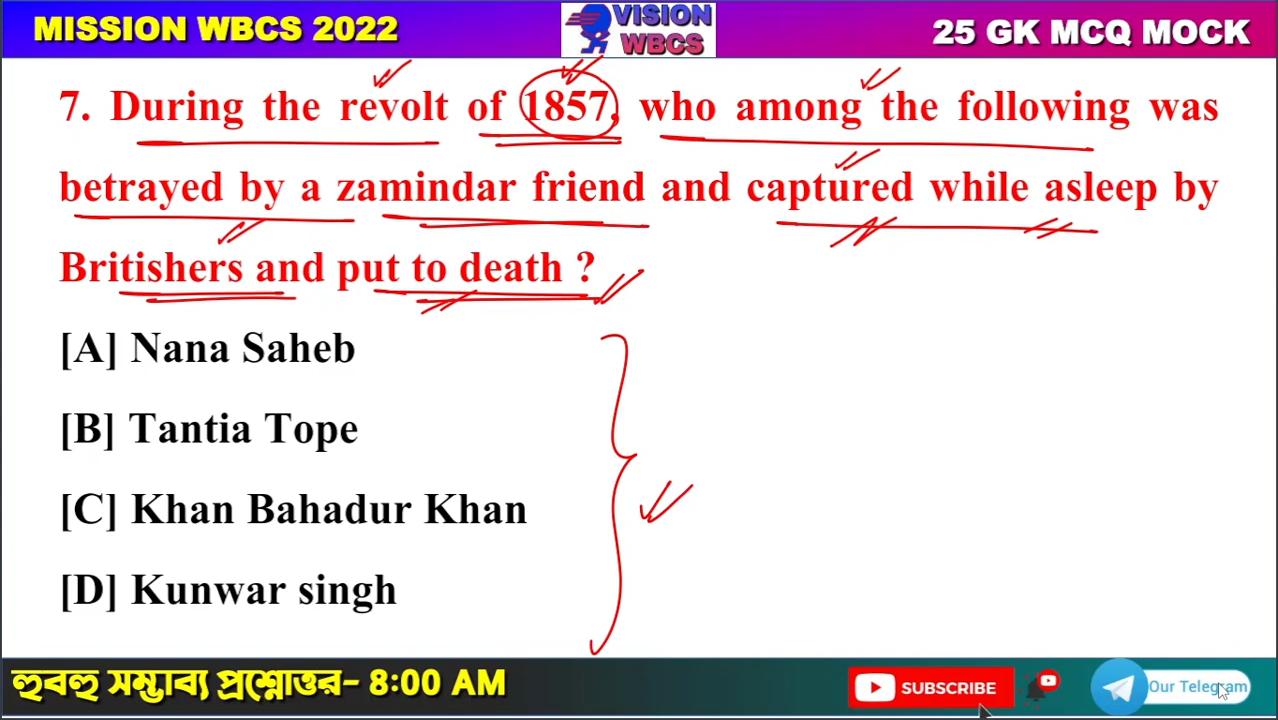 MISSION WBCS 2022
VISION
WBCS
25 GK MCQ MOCK
7. During the revolt of 1857, who among the following was
betrayed by a zamindar friend and captured while asleep by
Britishers and put to death ?
[A] Nana Saheb
[B] Tantia Tope
[C] Khan Bahadur Khan
[D] Kunwar singh
হুবহু সম্ভাব্য প্রশ্নোত্তর- 8:00 AM
SUBSCRIBE
Our Telegram